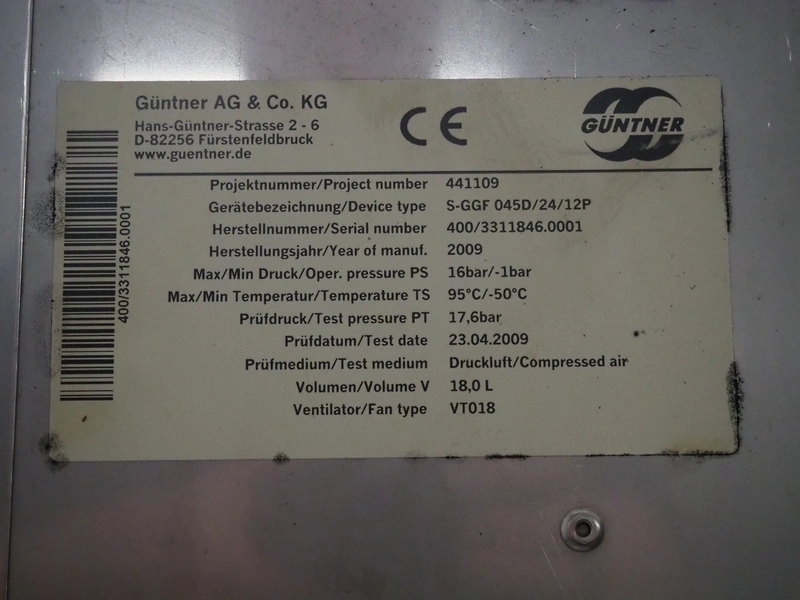 Güntner AG & Co. KG
Hans-Güntner-Strasse 2 - 6
D-82256 Fürstenfeldbruck
www.guentner.de
CE
GÜNTNER
400/3311846.0001
Projektnummer/Project number 441109
Gerätebezeichnung/Device type S-GGF 045D/24/12P
Herstellnummer/Serial number 400/3311846.0001
Herstellungsjahr/Year of manuf. 2009
Max/Min Druck/Oper. pressure PS 16bar/-1bar
Max/Min Temperatur/Temperature TS 95°C/-50°C
Prüfdruck/Test pressure PT 17,6bar
Prüfdatum/Test date 23.04.2009
Prüfmedium/Test medium Druckluft/Compressed air
Volumen/Volume V 18,0 L
Ventilator/Fan type VT018